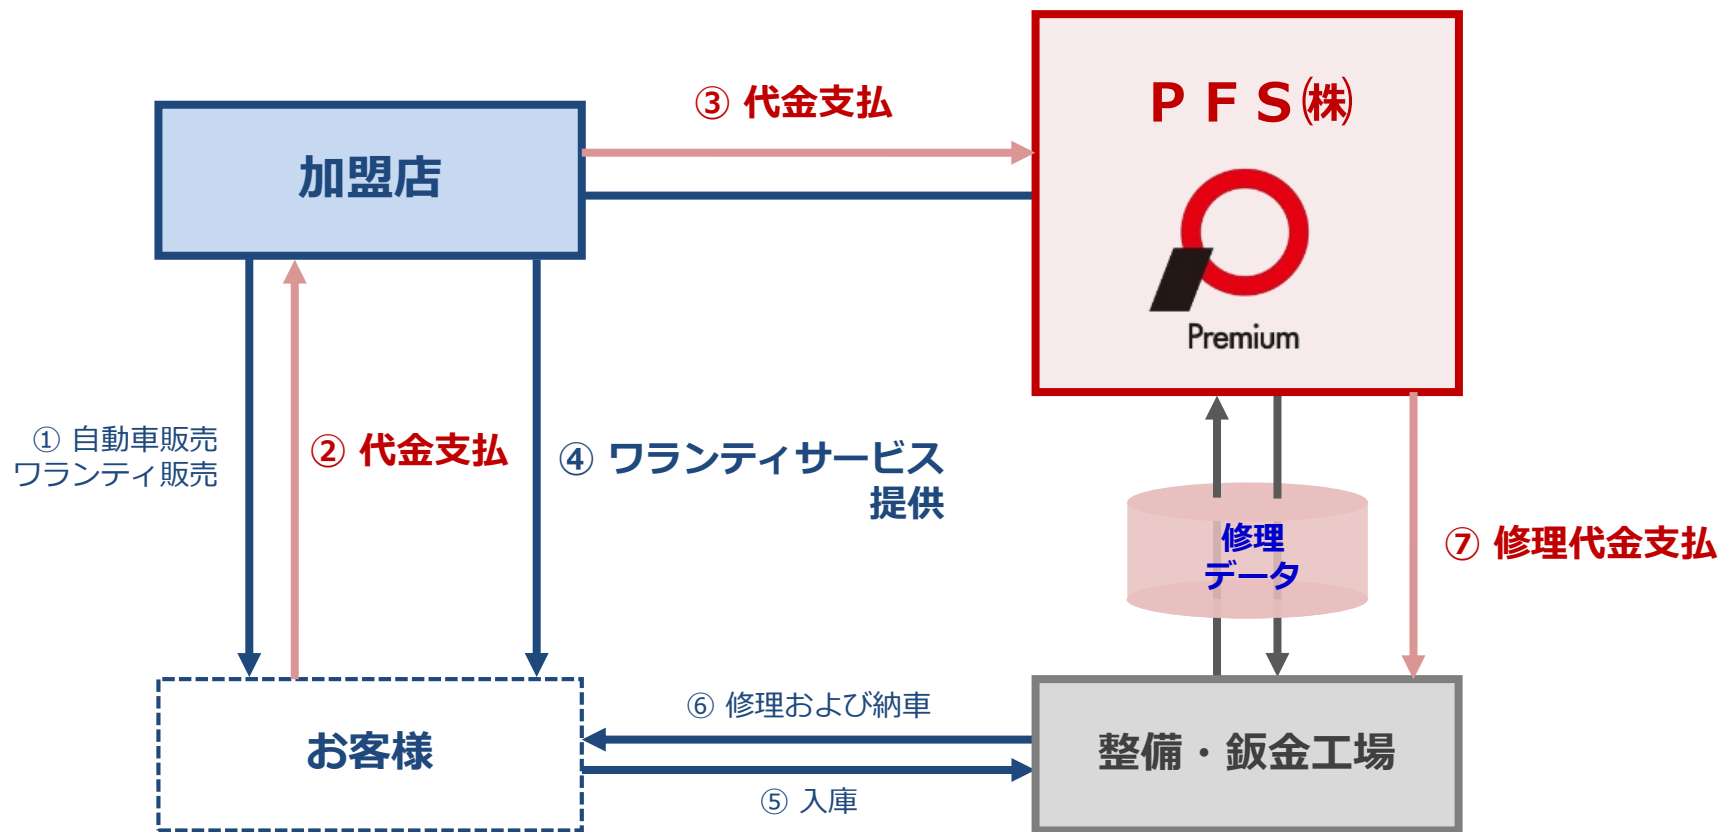 ③ 代金支払
ＰＦＳ㈱
加盟店
Premium
① 自動車販売
ワランティ販売
② 代金支払
④ ワランティサービス
提供
修理
データ
⑦ 修理代金支払
⑥ 修理および納車
お客様
整備・鈑金工場
⑤ 入庫